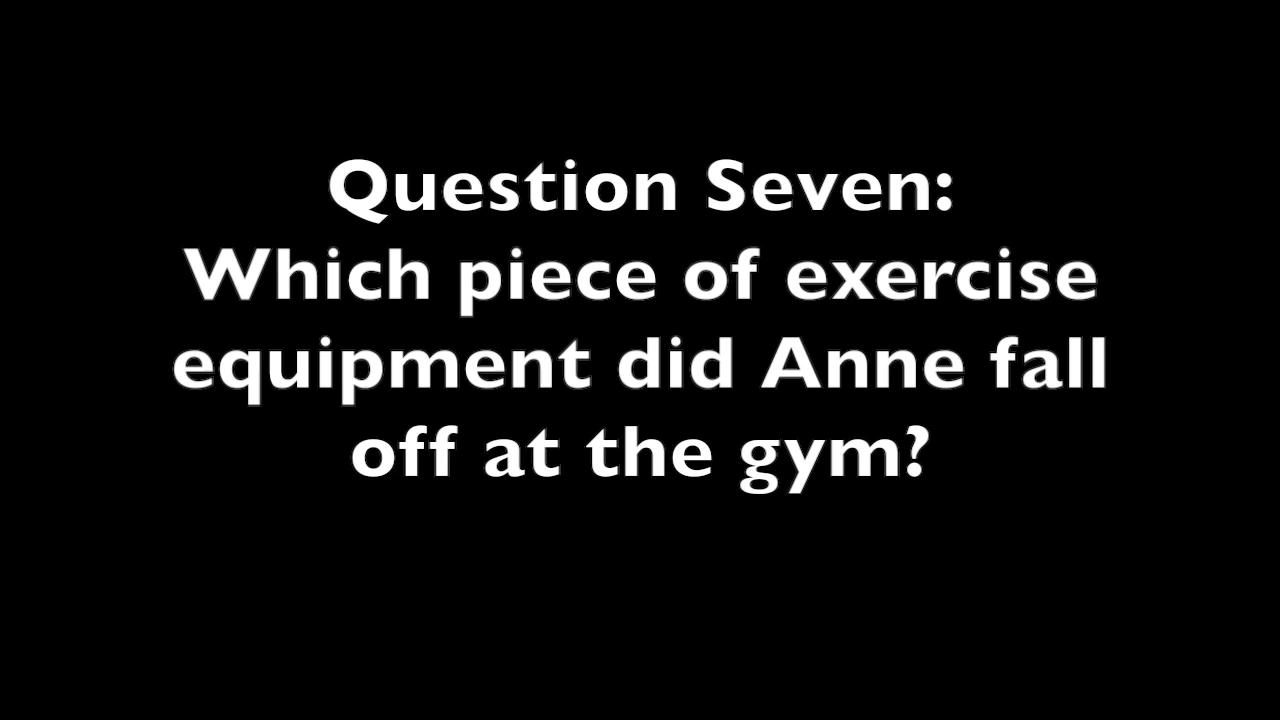 Question Seven:
Which piece of exercise
equipment did Anne fall
off at the gym?